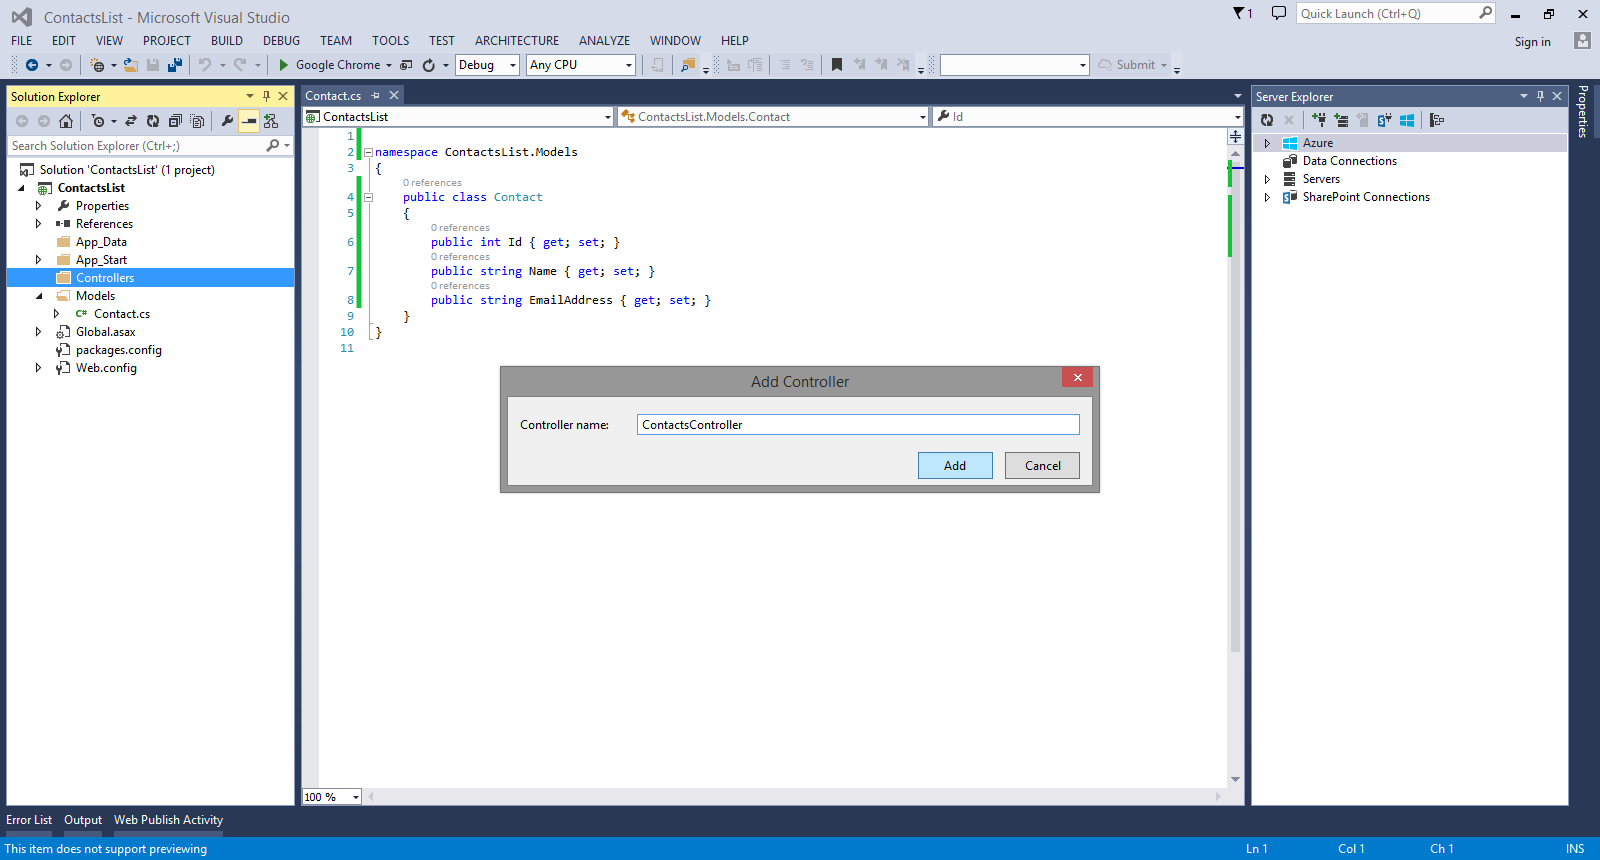 ContactsList - Microsoft Visual Studio
1
Quick Launch (Ctrl+Q)
FILE EDIT VIEW PROJECT BUILD DEBUG TEAM TOOLS TEST ARCHITECTURE ANALYZE WINDOW HELP
Sign in
Google Chrome
Debug
Any CPU
Submit
Solution Explorer
Search Solution Explorer (Ctrl+;)
Solution 'ContactsList' (1 project)
ContactsList
Properties
References
App_Data
App_Start
Controllers
Models
C# Contact.cs
Global.asax
packages.config
Web.config
Contact.cs
ContactsList
ContactsList.Models.Contact
Id
1
2 namespace ContactsList.Models
3 {
0 references
4 public class Contact
5 {
0 references
6 public int Id { get; set; }
0 references
7 public string Name { get; set; }
0 references
8 public string EmailAddress { get; set; }
9 }
10 }
11
100 %
Add Controller
Controller name:
ContactsController
Add
Cancel
Server Explorer
Azure
Data Connections
Servers
SharePoint Connections
Properties
Error List Output Web Publish Activity
This item does not support previewing
Ln 1 Col 1 Ch 1 INS